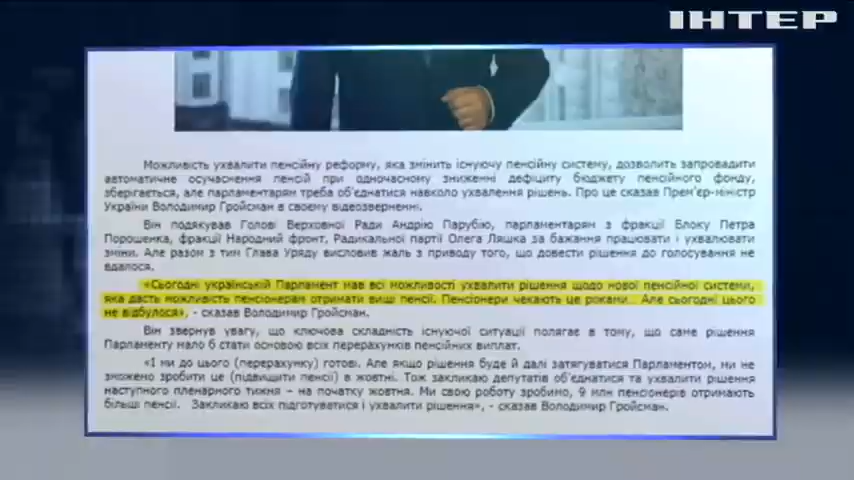 ІНТЕР
Можливість ухвалити пенсійну реформу, яка змінить існуючу пенсійну систему, дозволить запровадити
автоматичне осучаснення пенсій при одночасному зниженні дефіциту бюджету пенсійного фонду,
зберігається, але парламентарям треба об'єднатися навколо ухвалення рішень. Про це сказав Прем'єр-міністр
України Володимир Гройсман в своєму відеозверненні.
Він подякував Голові Верховної Ради Андрію Парубію, парламентарям з фракції Блоку Петра
Порошенка, фракції Народний фронт, Радикальної партії Олега Ляшка за бажання працювати і ухвалювати
зміни. Але разом з тим Глава Уряду висловив жаль з приводу того, що довести рішення до голосування не
вдалося.
«Сьогодні український Парламент мав всі можливості ухвалити рішення щодо нової пенсійної системи,
яка дасть можливість пенсіонерам отримати вищі пенсії. Пенсіонери чекають це роками... Але сьогодні цього
не відбулося», - сказав Володимир Гройсман.
Він звернув увагу, що ключова складність існуючої ситуації полягає в тому, що саме рішення
Парламенту мало б стати основою всіх перерахунків пенсійних виплат.
«І ми до цього (перерахунку) готові. Але якщо рішення буде й далі затягуватися Парламентом, ми не
зможемо зробити це (підвищити пенсії) в жовтні. Тож закликаю депутатів об'єднатися та ухвалити рішення
наступного пленарного тижня – на початку жовтня. Ми свою роботу зробимо, 9 млн пенсіонерів отримають
більші пенсії. Закликаю всіх підготуватися і ухвалити рішення», - сказав Володимир Гройсман.